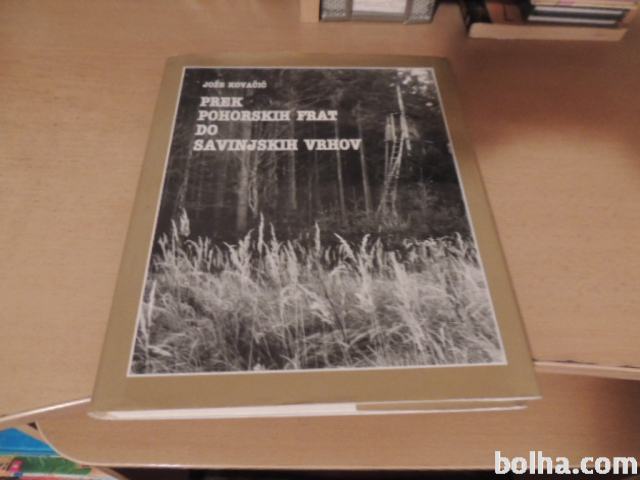 JOŽE KOVAČIČ
PREK
POHORSKIH FRAT
DO
SAVINJSKIH VRHOV
bolha.com